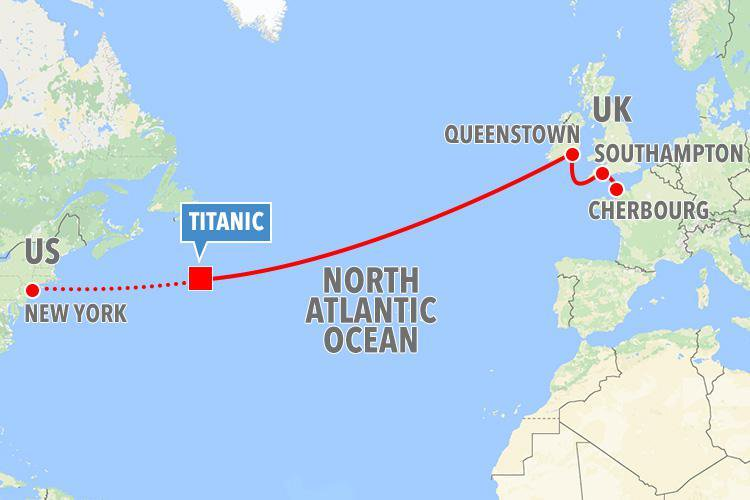 UK
QUEENSTOWN
SOUTHAMPTON
CHERBOURG
TITANIC
US
NEW YORK
NORTH
ATLANTIC
OCEAN